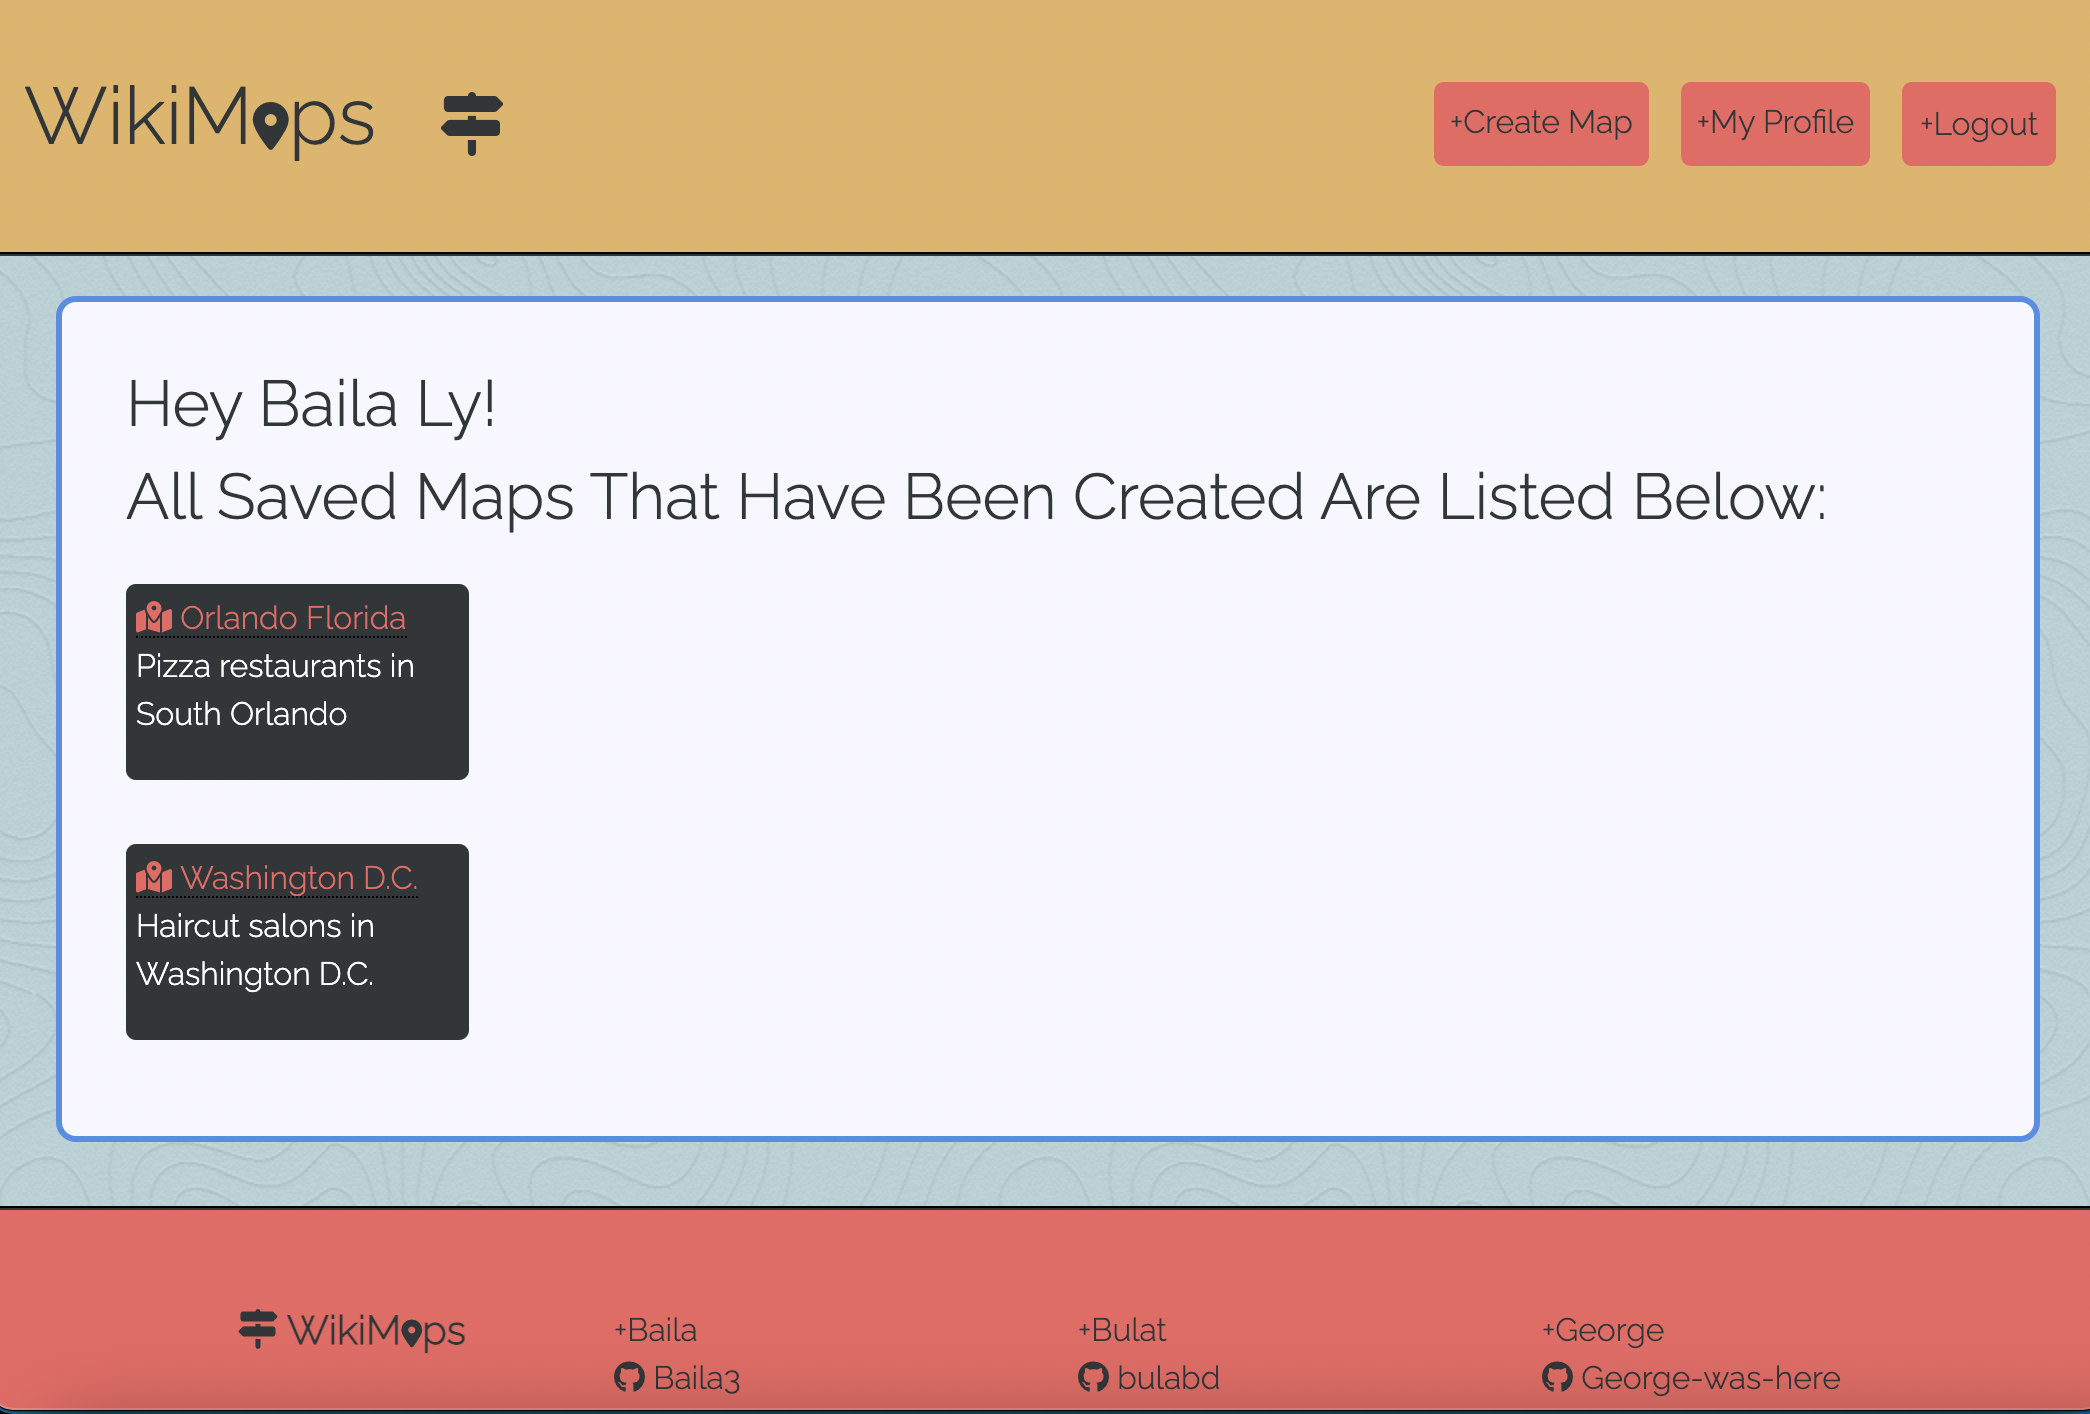 WikiMaps
+Create Map
+My Profile
+Logout
Hey Baila Ly!
All Saved Maps That Have Been Created Are Listed Below:
Orlando Florida
Pizza restaurants in
South Orlando
Washington D.C.
Haircut salons in
Washington D.C.
WikiMaps
+Baila
Baila3
+Bulat
bulabd
+George
George-was-here